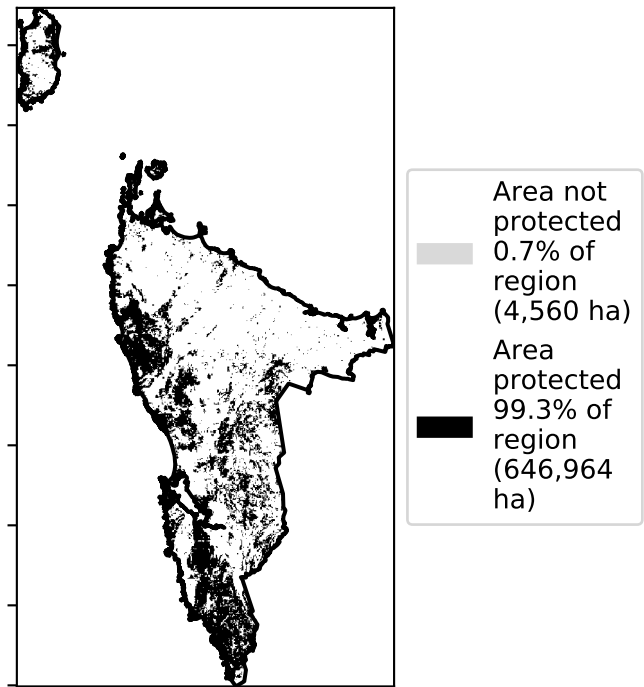 Area not
protected
0.7% of
region
(4,560 ha)
Area
protected
99.3% of
region
(646,964
ha)